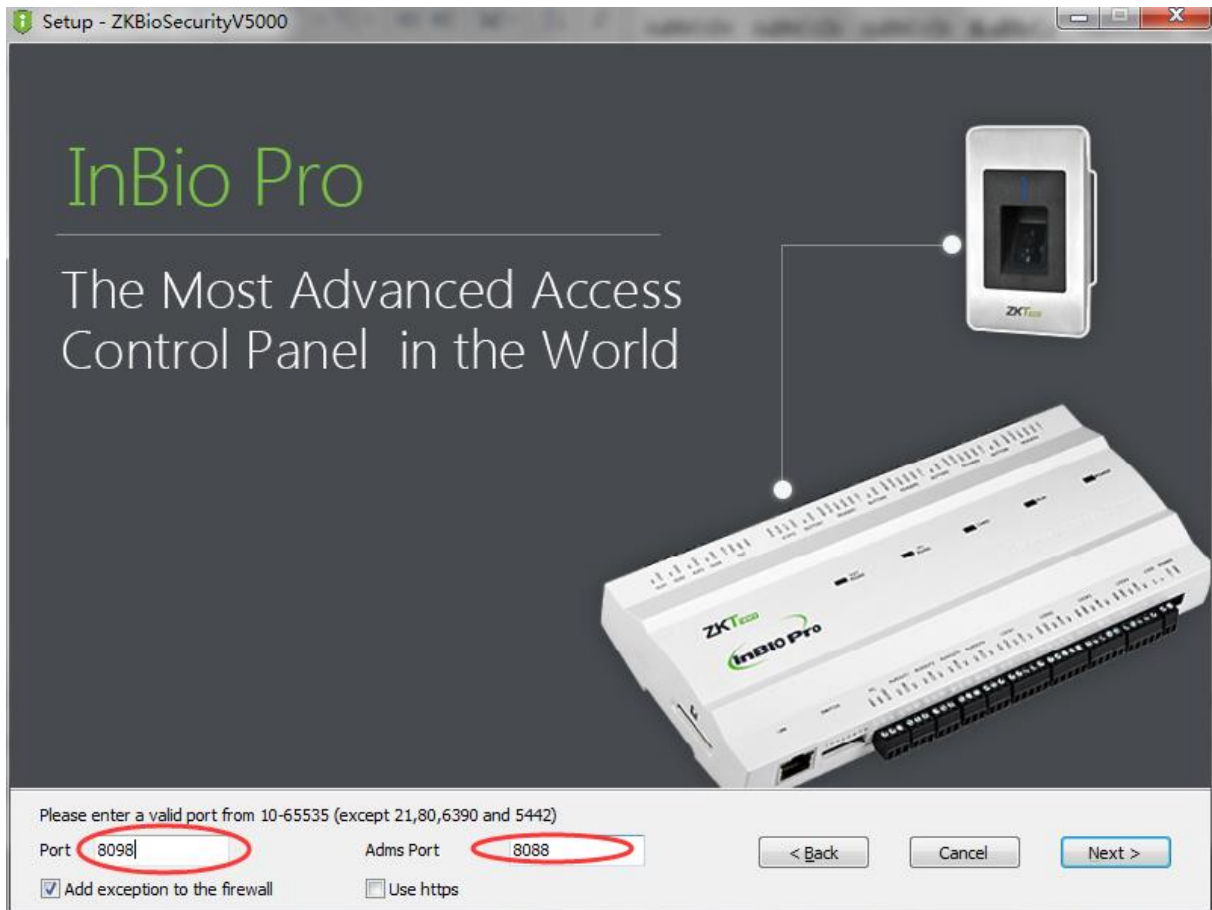 Setup - ZKBioSecurityV5000
InBio Pro
The Most Advanced Access
Control Panel in the World
ZKTeco
ZKTeco
InBio Pro
Please enter a valid port from 10-65535 (except 21,80,6390 and 5442)
Port 8098 Adms Port 8088 < Back Cancel Next >
Add exception to the firewall Use https